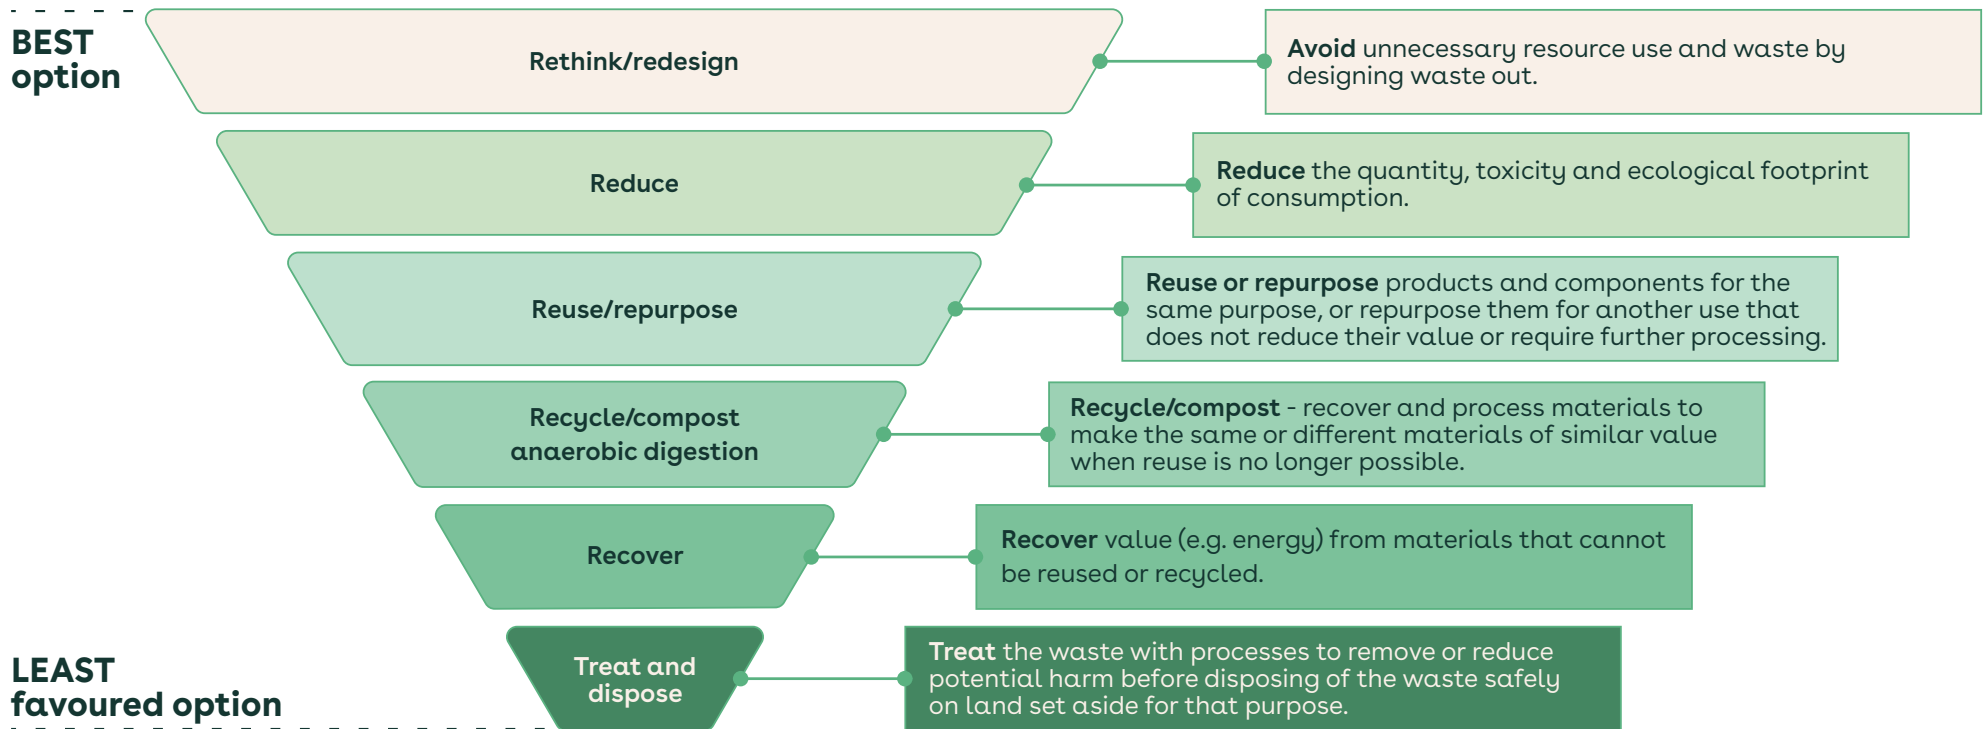 BEST
option
Rethink/redesign
Avoid unnecessary resource use and waste by
designing waste out.
Reduce
Reduce the quantity, toxicity and ecological footprint
of consumption.
Reuse/repurpose
Reuse or repurpose products and components for the
same purpose, or repurpose them for another use that
does not reduce their value or require further processing.
Recycle/compost
anaerobic digestion
Recycle/compost - recover and process materials to
make the same or different materials of similar value
when reuse is no longer possible.
Recover
Recover value (e.g. energy) from materials that cannot
be reused or recycled.
LEAST
favoured option
Treat and
dispose
Treat the waste with processes to remove or reduce
potential harm before disposing of the waste safely
on land set aside for that purpose.